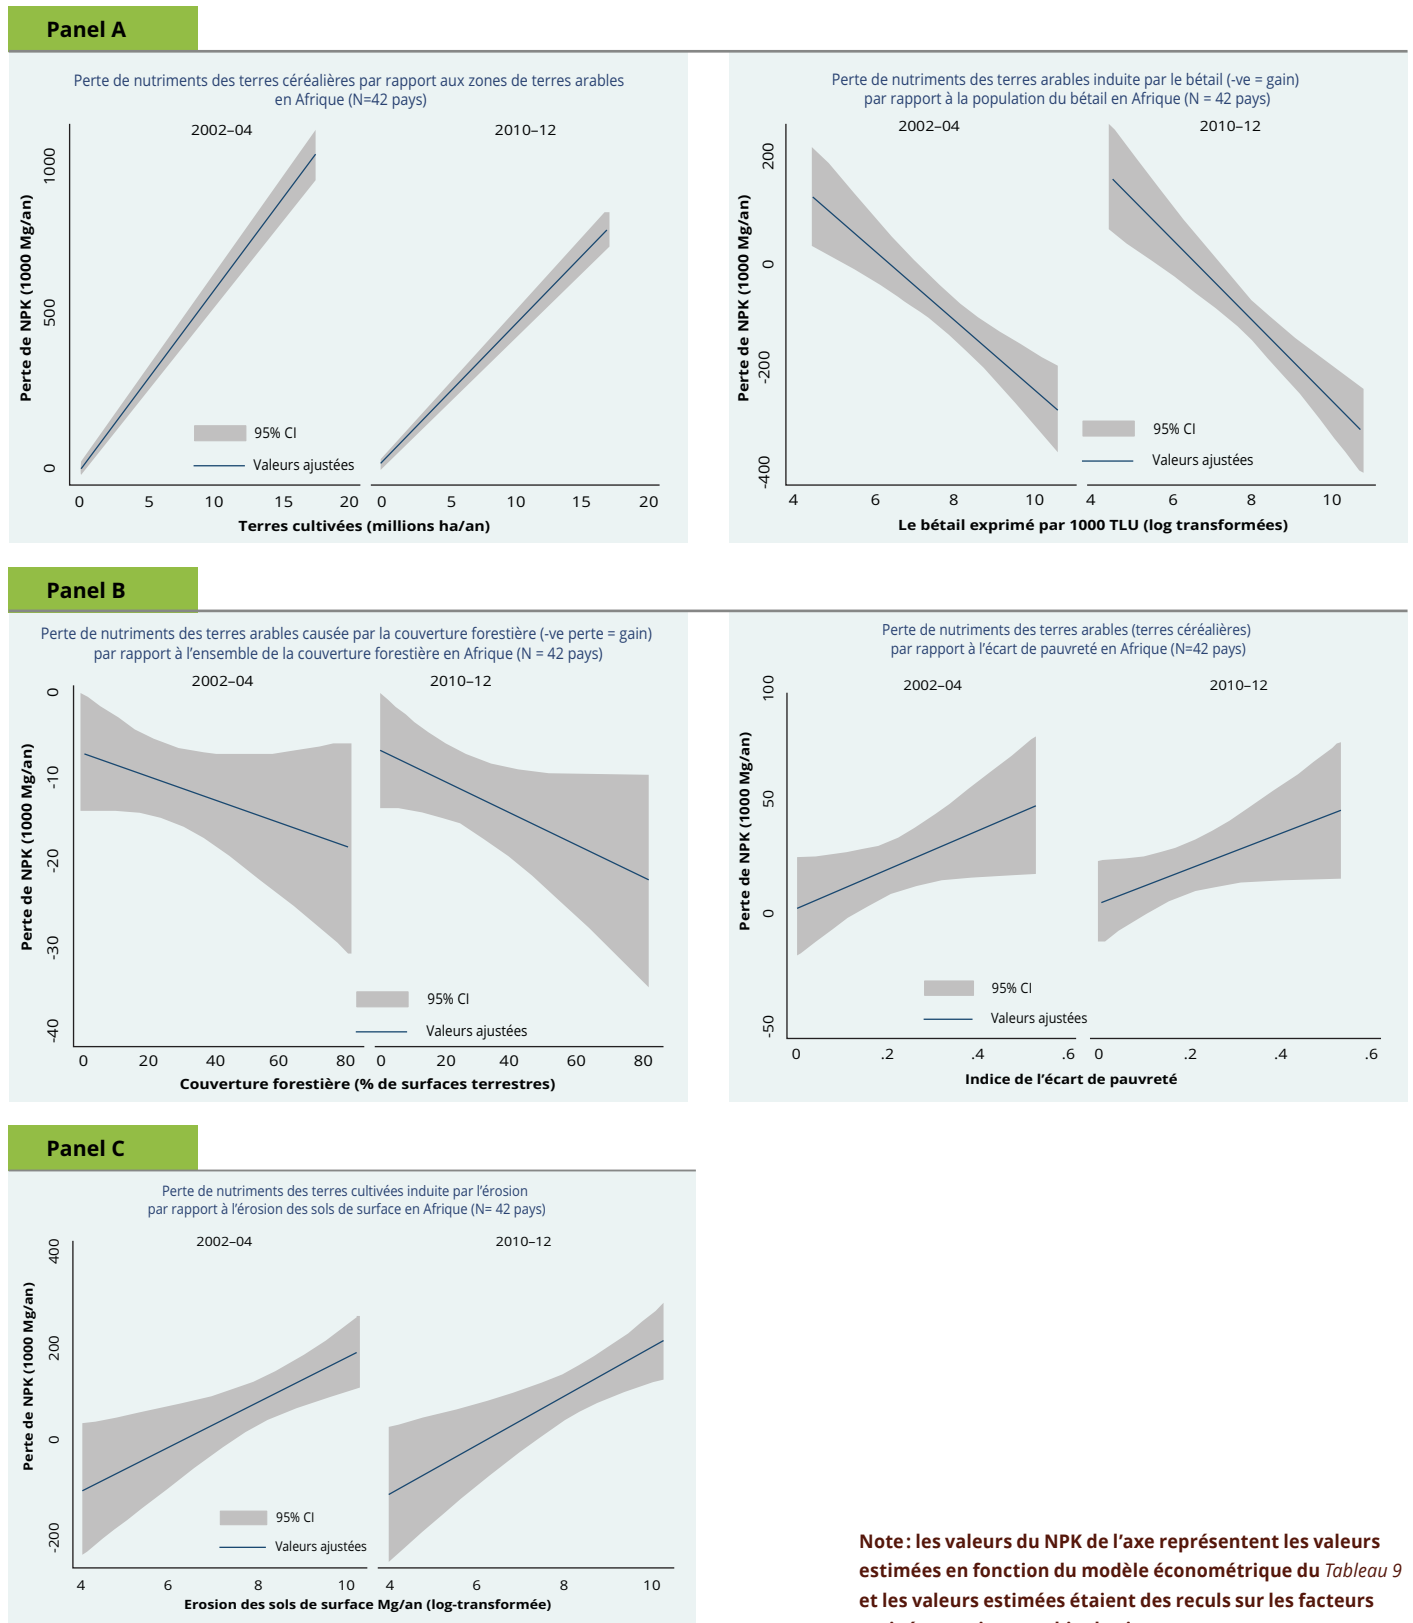 Panel A
Perte de nutriments des terres céréalières par rapport aux zones de terres arables
en Afrique (N=42 pays)
2002–04
2010–12
Perte de NPK (1000 Mg/an)
1000
500
0
95% CI
Valeurs ajustées
0 5 10 15 20 0 5 10 15 20
Terres cultivées (millions ha/an)
Perte de nutriments des terres arables induite par le bétail (-ve = gain)
par rapport à la population du bétail en Afrique (N = 42 pays)
2002–04
2010–12
Perte de NPK (1000 Mg/an)
200
0
-200
-400
95% CI
Valeurs ajustées
4 6 8 10 4 6 8 10
Le bétail exprimé par 1000 TLU (log transformées)
Panel B
Perte de nutriments des terres arables causée par la couverture forestière (-ve perte = gain)
par rapport à l’ensemble de la couverture forestière en Afrique (N = 42 pays)
2002–04
2010–12
Perte de NPK (1000 Mg/an)
0
-10
-20
-30
-40
95% CI
Valeurs ajustées
0 20 40 60 80 0 20 40 60 80
Couverture forestière (% de surfaces terrestres)
Perte de nutriments des terres arables (terres céréalières)
par rapport à l’écart de pauvreté en Afrique (N=42 pays)
2002–04
2010–12
Perte de NPK (1000 Mg/an)
100
50
0
-50
95% CI
Valeurs ajustées
0 .2 .4 .6 0 .2 .4 .6
Indice de l’écart de pauvreté
Panel C
Perte de nutriments des terres cultivées induite par l’érosion
par rapport à l’érosion des sols de surface en Afrique (N= 42 pays)
2002–04
2010–12
Perte de NPK (1000 Mg/an)
400
200
0
-200
95% CI
Valeurs ajustées
4 6 8 10 4 6 8 10
Erosion des sols de surface Mg/an (log-transformée)
Note : les valeurs du NPK de l’axe représentent les valeurs
estimées en fonction du modèle économétrique du Tableau 9
et les valeurs estimées étaient des reculs sur les facteurs